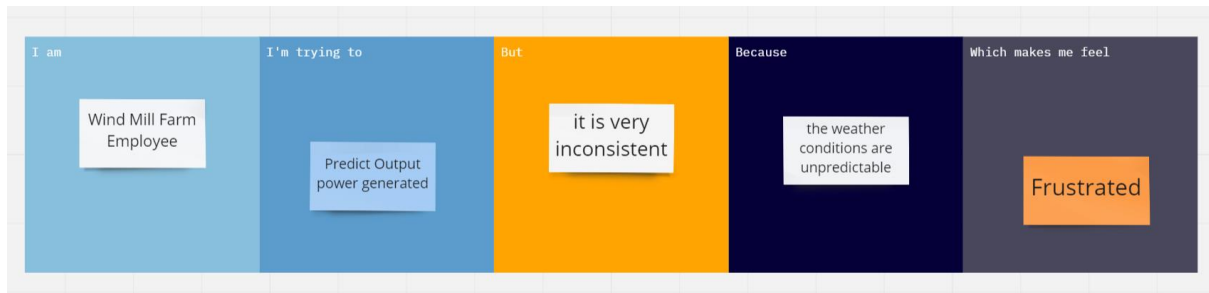 I am
Wind Mill Farm
Employee
I'm trying to
Predict Output
power generated
But
it is very
inconsistent
Because
the weather
conditions are
unpredictable
Which makes me feel
Frustrated